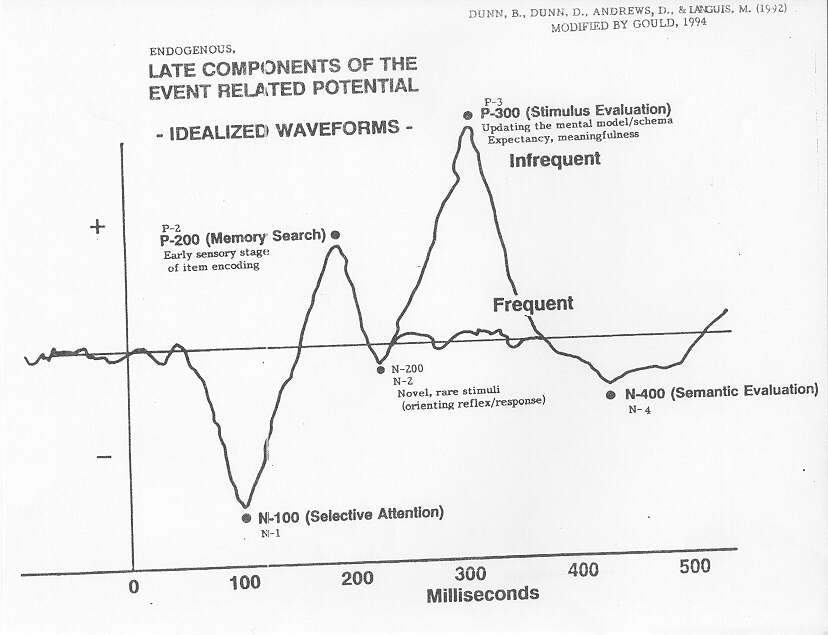 DUNN, B., DUNN, D., ANDREWS, D., & LANGUIS, M. (1992)
MODIFIED BY GOULD, 1994
ENDOGENOUS,
LATE COMPONENTS OF THE
EVENT RELATED POTENTIAL
- IDEALIZED WAVEFORMS -
P-3
P-300 (Stimulus Evaluation)
Updating the mental model/schema
Expectancy, meaningfulness
Infrequent
+
P-2
P-200 (Memory Search)
Early sensory stage
of item encoding
Frequent
N-200
N-2
Novel, rare stimuli
(orienting reflex/response)
N-400 (Semantic Evaluation)
N-4
−
N-100 (Selective Attention)
N-1
0 100 200 300 400 500
Milliseconds